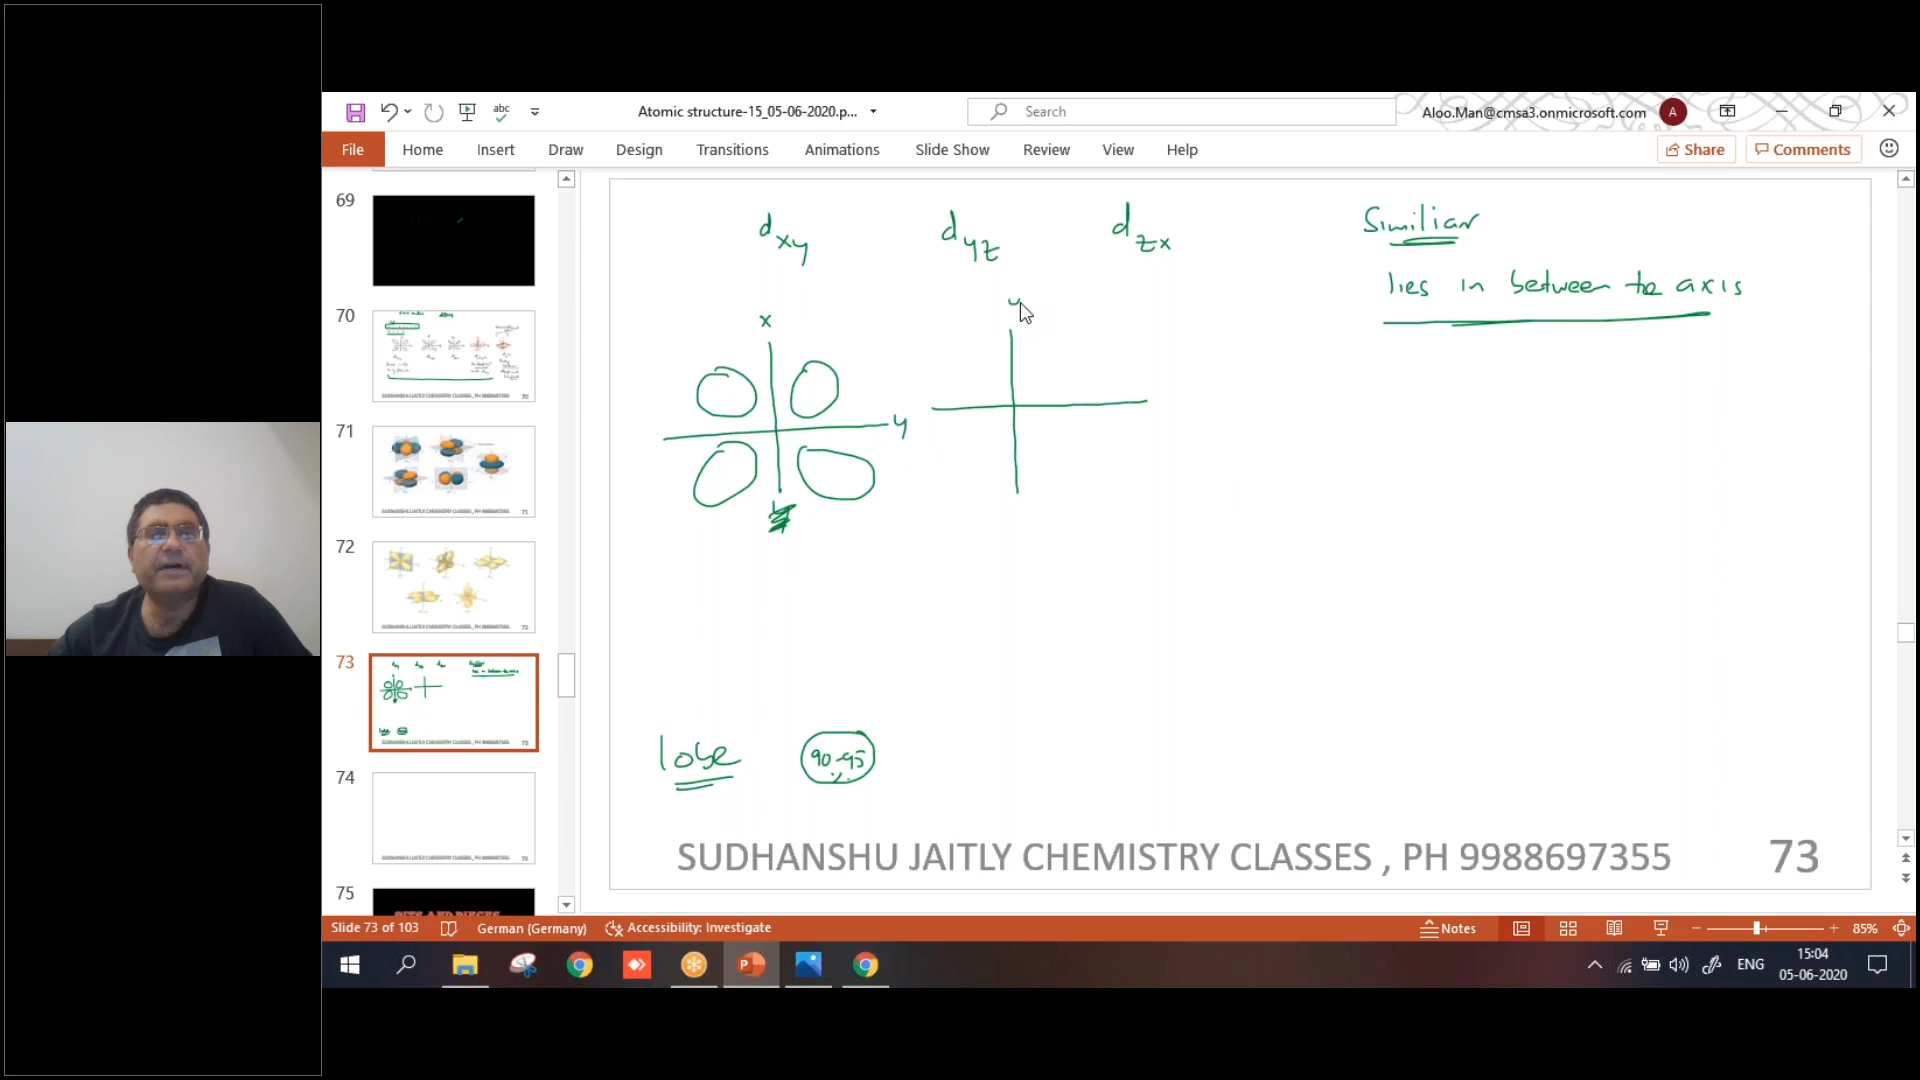 Atomic structure-15_05-06-2020.p...
Search
Aloo.Man@cmsa3.onmicrosoft.com
A
abc
File Home Insert Draw Design Transitions Animations Slide Show Review View Help
Share
Comments
69
70
71
72
73
74
75
dxy dyz dzx
Similiar
lies in between the axis
x
y
lobe
90-95 %
SUDHANSHU JAITLY CHEMISTRY CLASSES , PH 9988697355
73
Slide 73 of 103
German (Germany)
Accessibility: Investigate
Notes
85%
ENG
15:04
05-06-2020